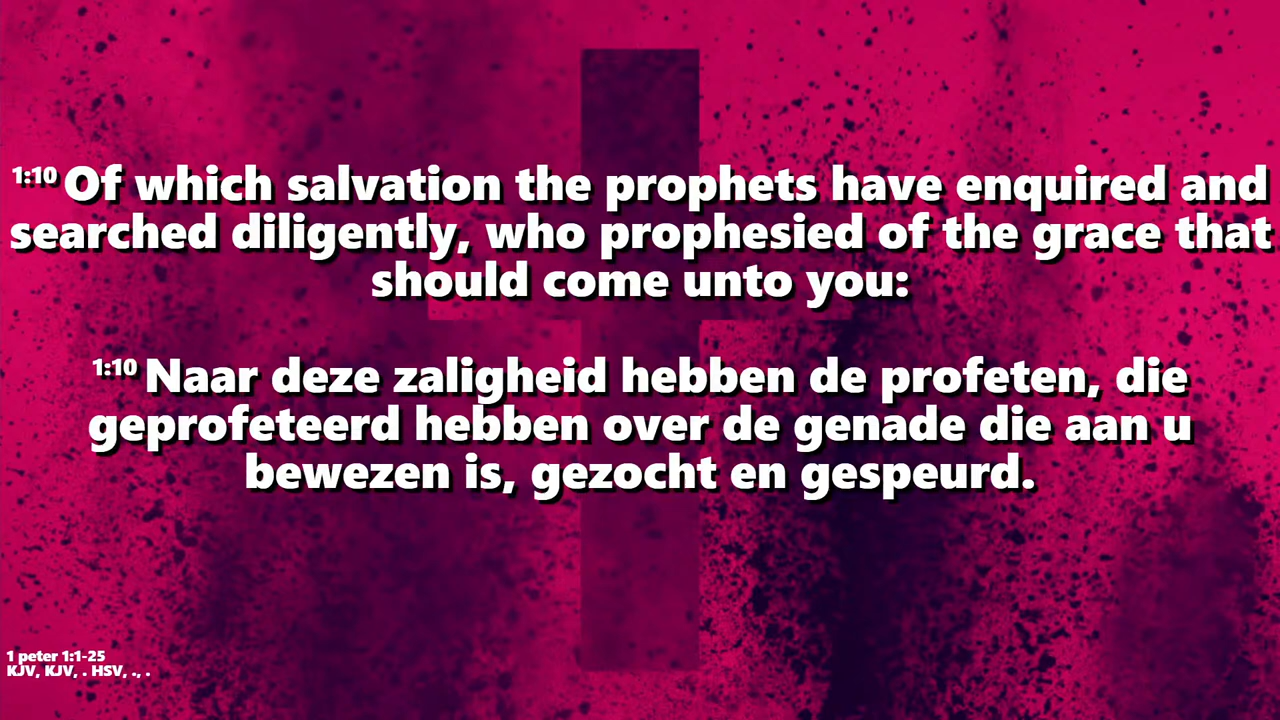 1:10 Of which salvation the prophets have enquired and
searched diligently, who prophesied of the grace that
should come unto you:
1:10 Naar deze zaligheid hebben de profeten, die
geprofeteerd hebben over de genade die aan u
bewezen is, gezocht en gespeurd.
1 peter 1:1-25
KJV, KJV, . HSV, ., .